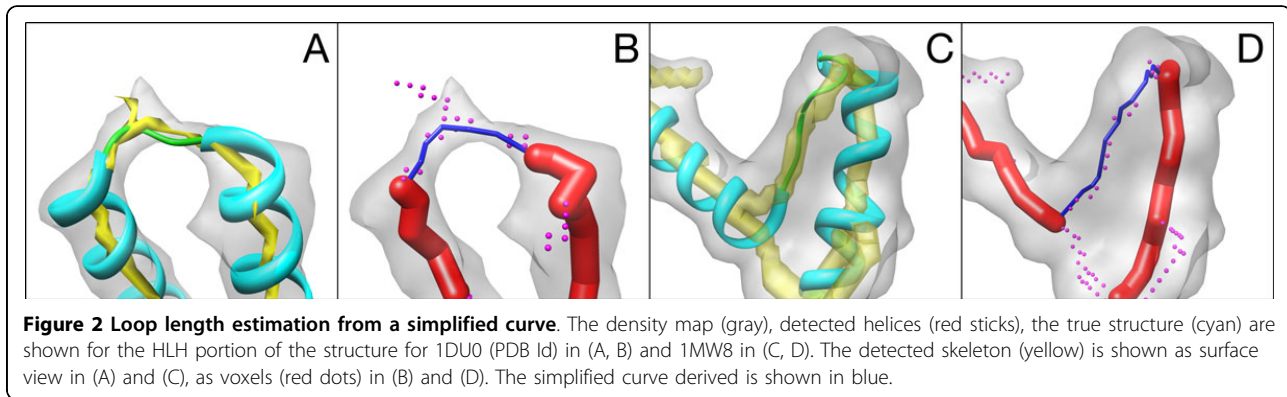 A
B
C
D
Figure 2 Loop length estimation from a simplified curve. The density map (gray), detected helices (red sticks), the true structure (cyan) are
shown for the HLH portion of the structure for 1DU0 (PDB Id) in (A, B) and 1MW8 in (C, D). The detected skeleton (yellow) is shown as surface
view in (A) and (C), as voxels (red dots) in (B) and (D). The simplified curve derived is shown in blue.